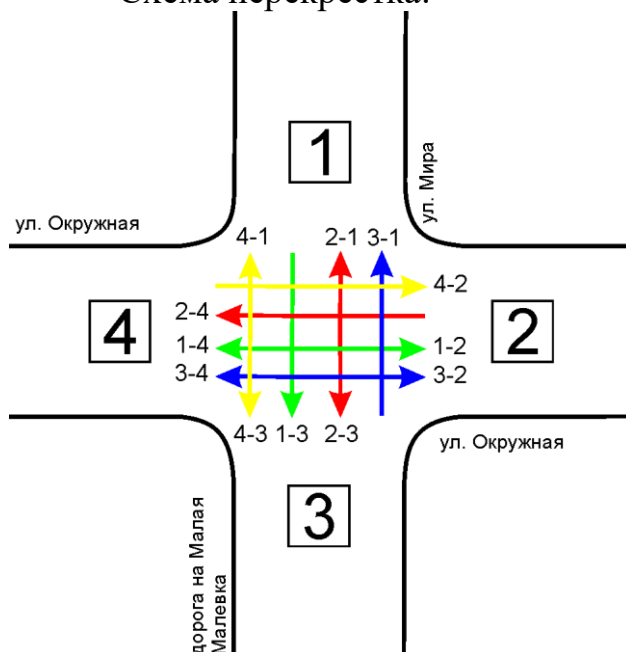 Схема перекрестка:
1
ул. Мира
ул. Окружная
4-1
2-1
3-1
4-2
2-4
4
2
1-4
1-2
3-4
3-2
4-3
1-3
2-3
ул. Окружная
3
дорога на Малая
Малевка